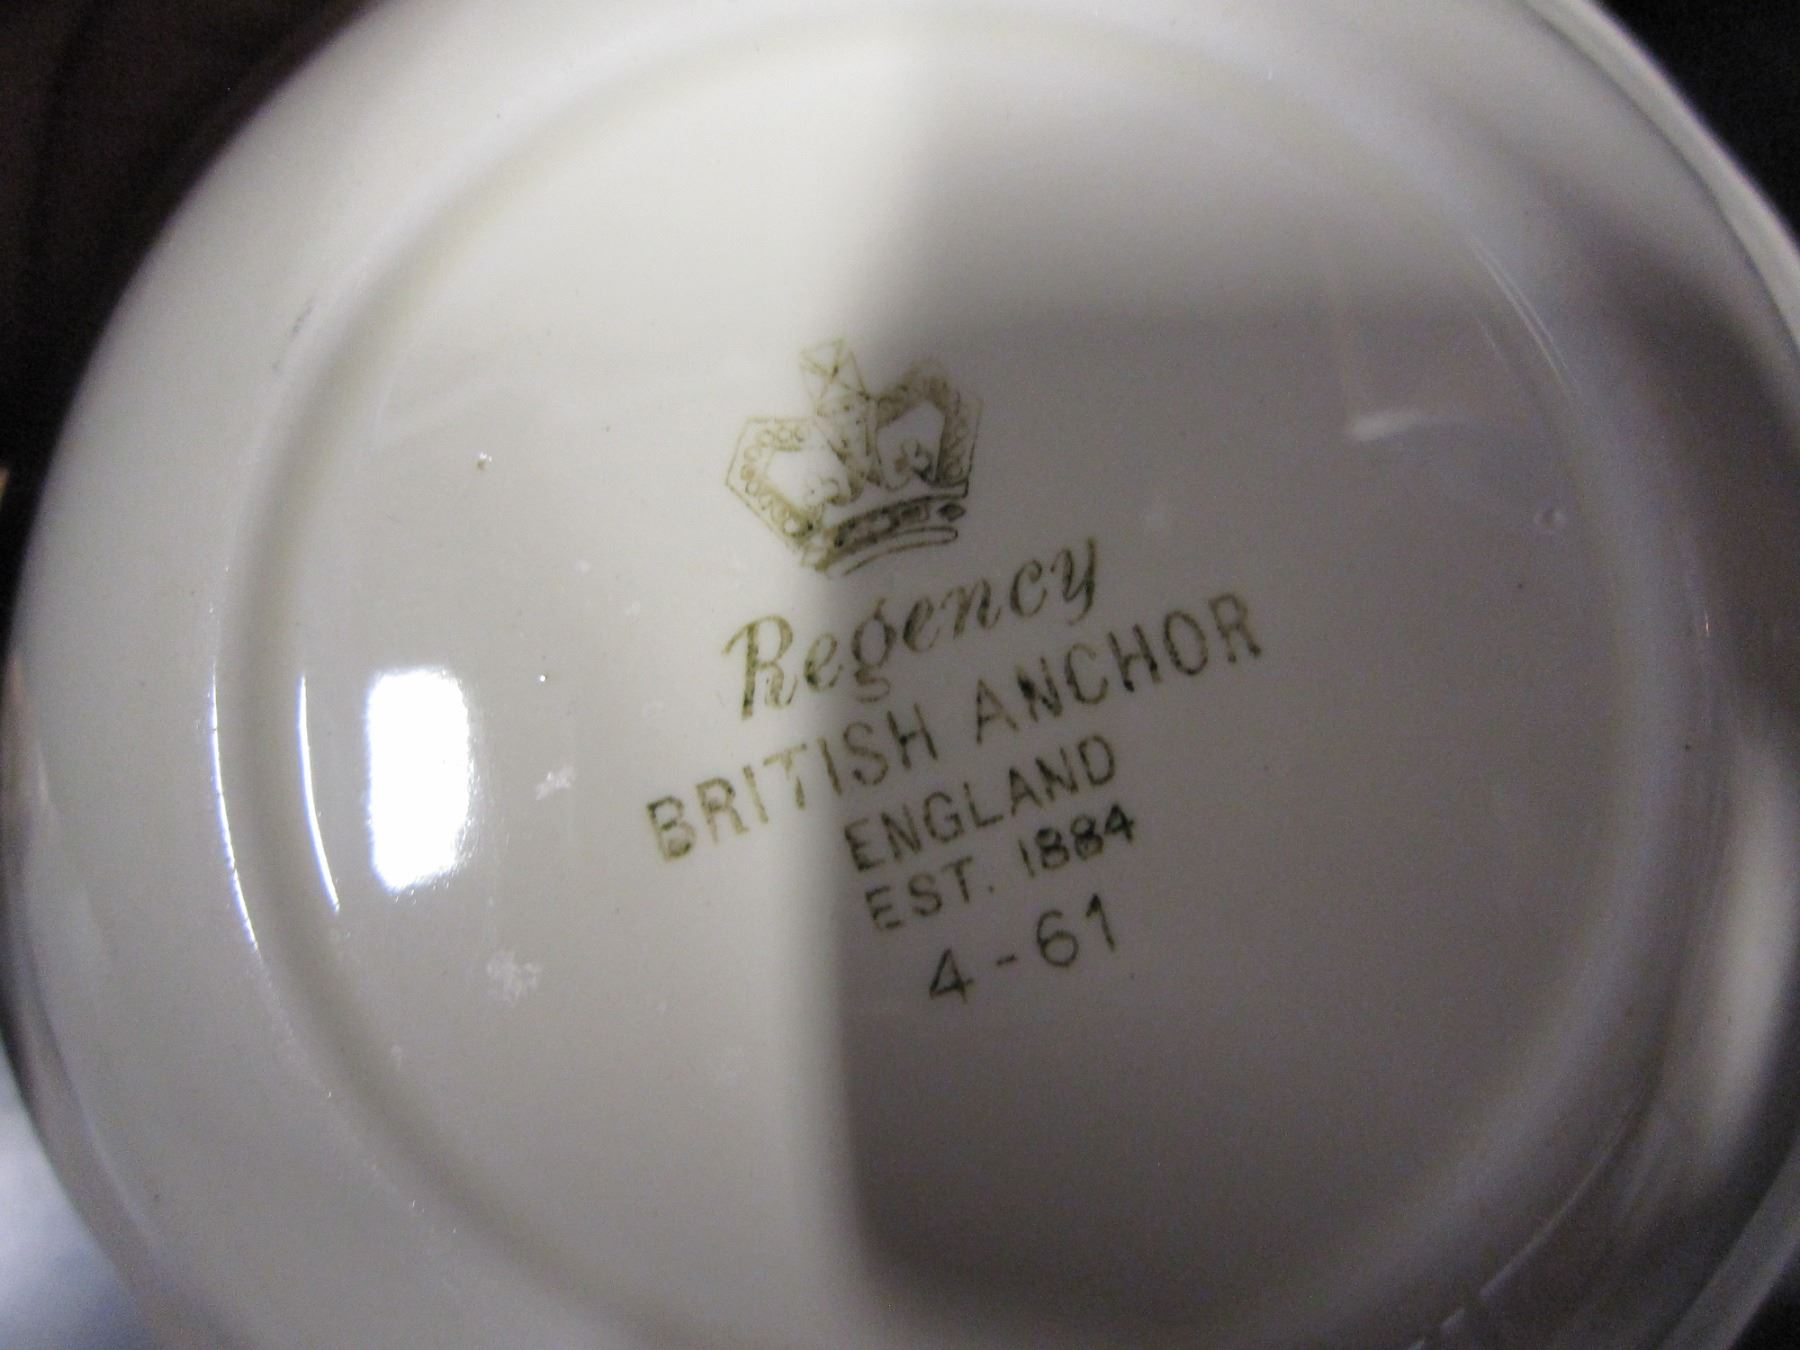 Regency
BRITISH ANCHOR
ENGLAND
EST. 1884
4-61